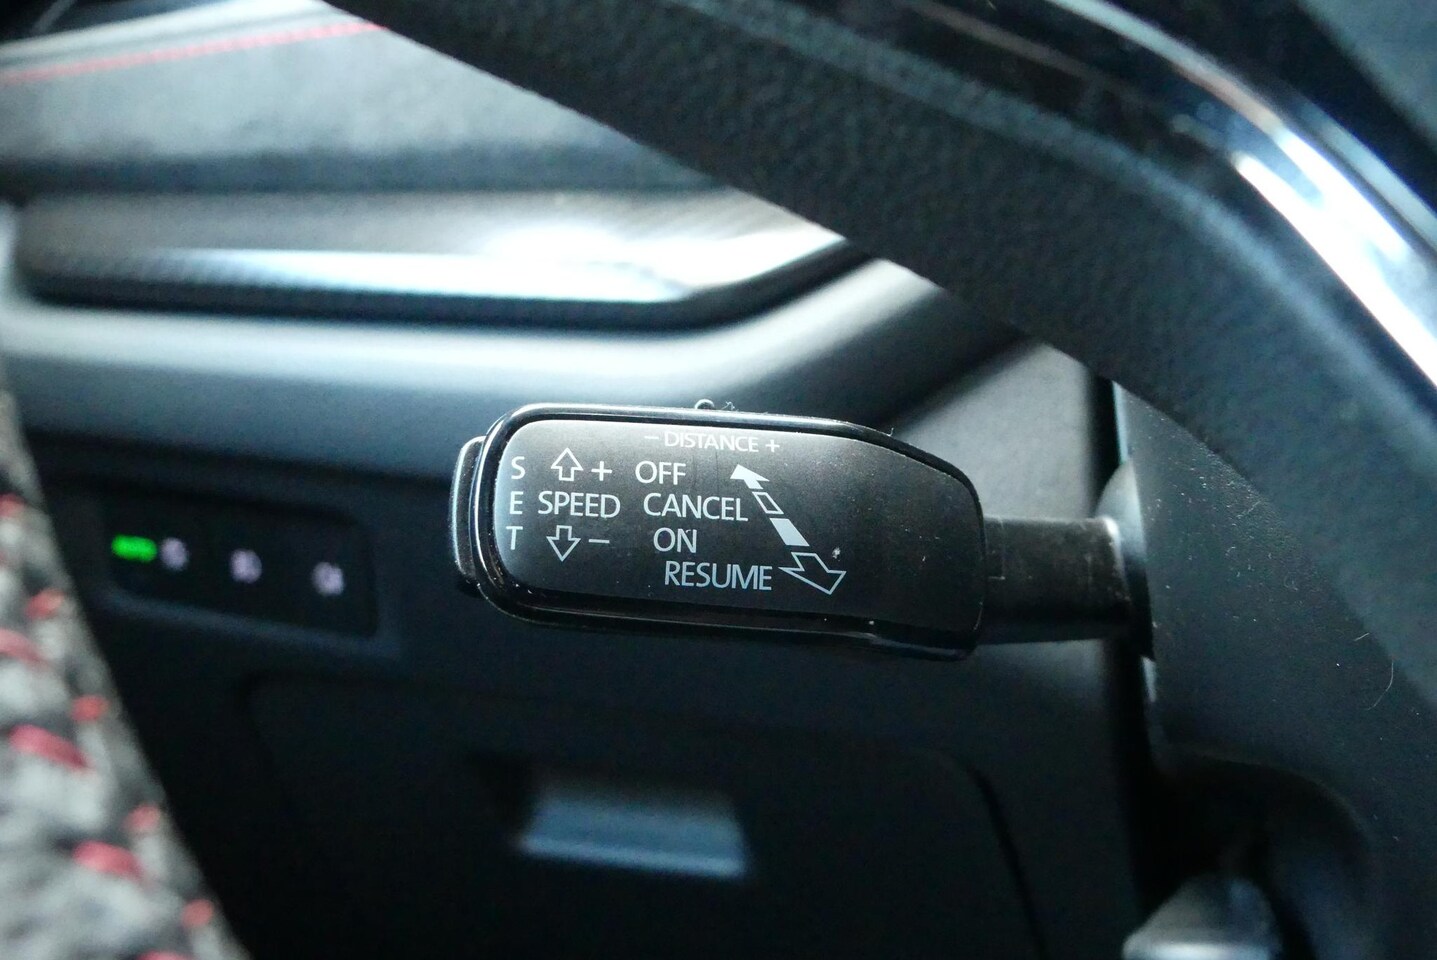 − DISTANCE +
S + OFF
E SPEED CANCEL
T − ON
RESUME